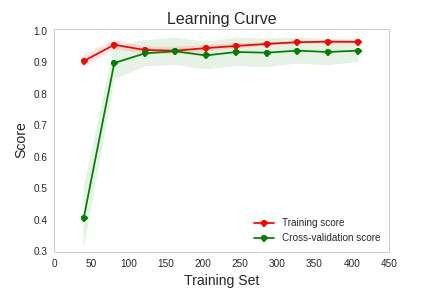 Learning Curve
1.0
0.9
0.8
0.7
0.6
0.5
0.4
0.3
Score
0 50 100 150 200 250 300 350 400 450
Training Set
Training score
Cross-validation score